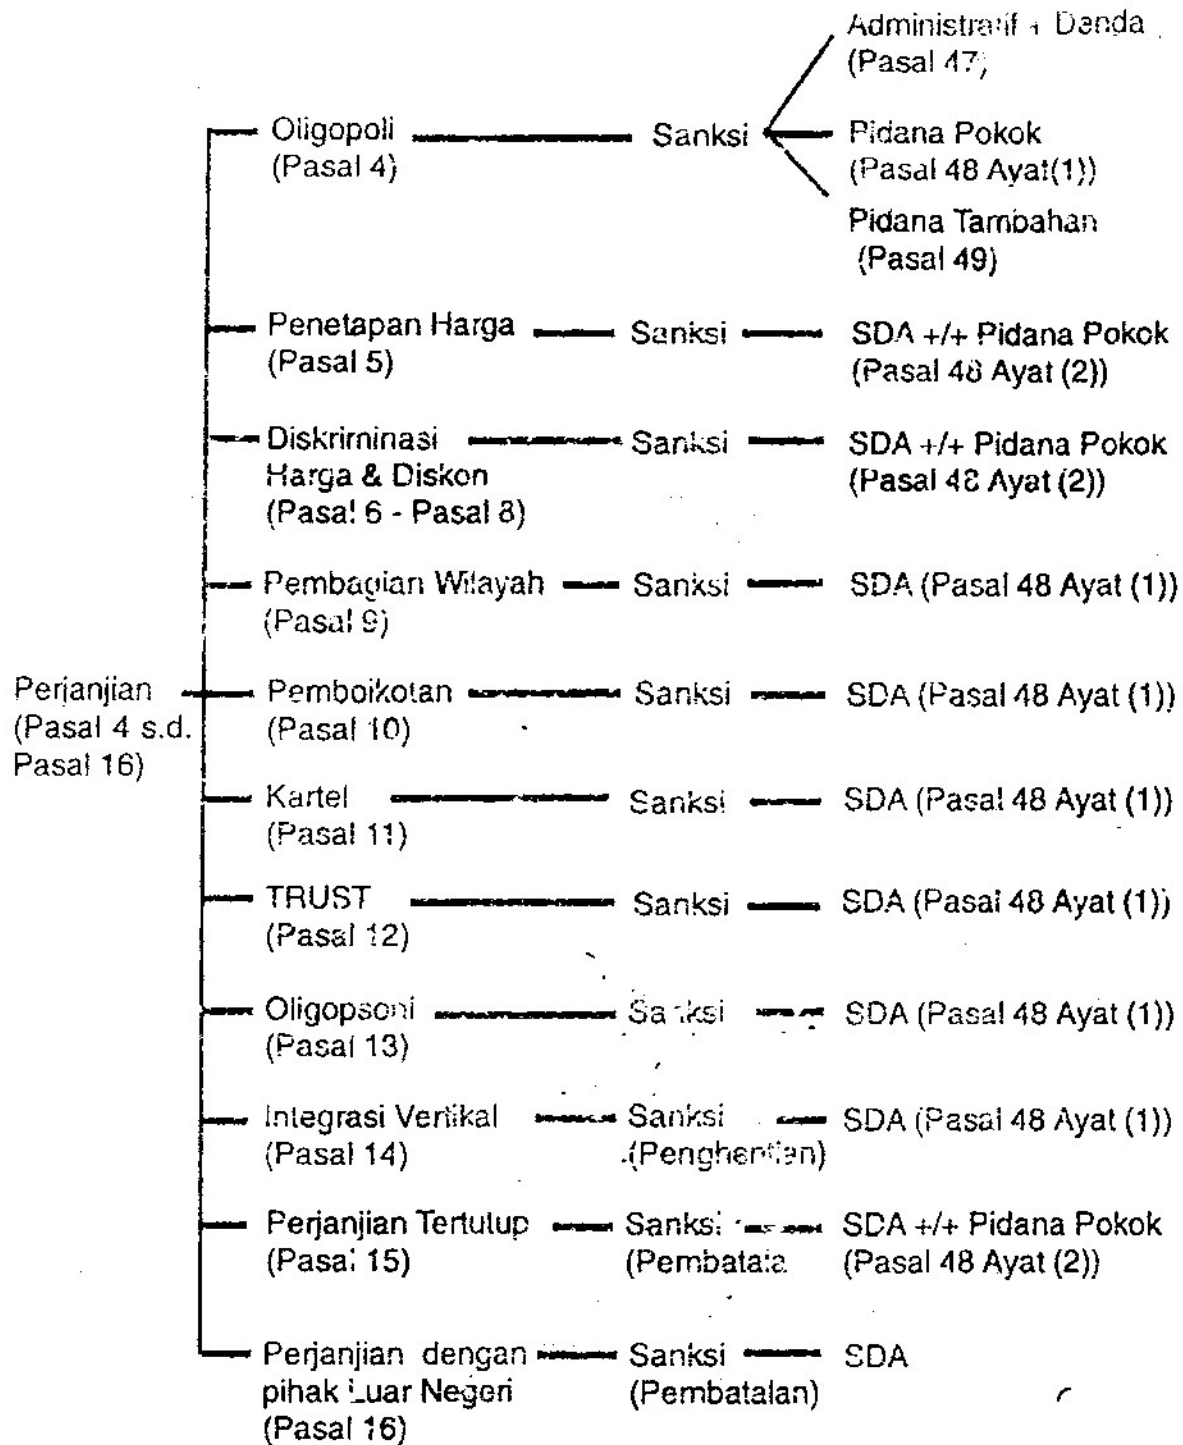 Administratif + Denda
(Pasal 47)
Oligopoli
(Pasal 4)
Sanksi
Pidana Pokok
(Pasal 48 Ayat(1))
Pidana Tambahan
(Pasal 49)
Penetapan Harga
(Pasal 5)
Sanksi
SDA +/+ Pidana Pokok
(Pasal 48 Ayat (2))
Diskriminasi
Harga & Diskon
(Pasal 6 - Pasal 8)
Sanksi
SDA +/+ Pidana Pokok
(Pasal 48 Ayat (2))
Pembagian Wilayah
(Pasal 9)
Sanksi
SDA (Pasal 48 Ayat (1))
Perjanjian
(Pasal 4 s.d.
Pasal 16)
Pemboikotan
(Pasal 10)
Sanksi
SDA (Pasal 48 Ayat (1))
Kartel
(Pasal 11)
Sanksi
SDA (Pasal 48 Ayat (1))
TRUST
(Pasal 12)
Sanksi
SDA (Pasal 48 Ayat (1))
Oligopsoni
(Pasal 13)
Sanksi
SDA (Pasal 48 Ayat (1))
Integrasi Vertikal
(Pasal 14)
Sanksi
(Penghentian)
SDA (Pasal 48 Ayat (1))
Perjanjian Tertutup
(Pasal 15)
Sanksi
(Pembatala
SDA +/+ Pidana Pokok
(Pasal 48 Ayat (2))
Perjanjian dengan
pihak Luar Negeri
(Pasal 16)
Sanksi
(Pembatalan)
SDA